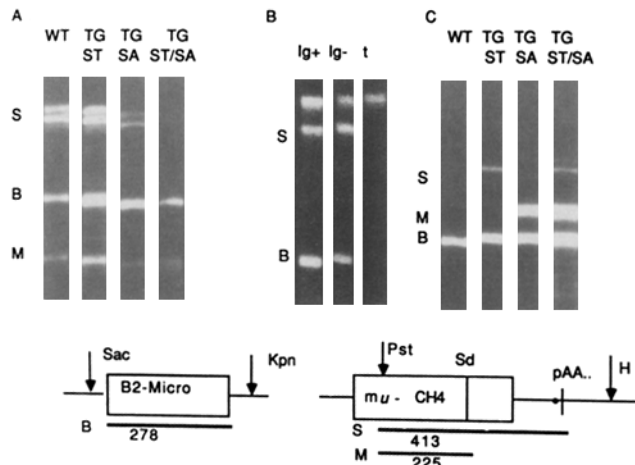 A
WT TG TG TG
ST SA ST/SA
S
B
M
B
Ig+ Ig- t
S
B
C
WT TG TG TG
ST SA ST/SA
S
M
B
Sac
Kpn
B2-Micro
B
278
Pst
Sd
pAA..
H
mu - CH4
S
413
M
225